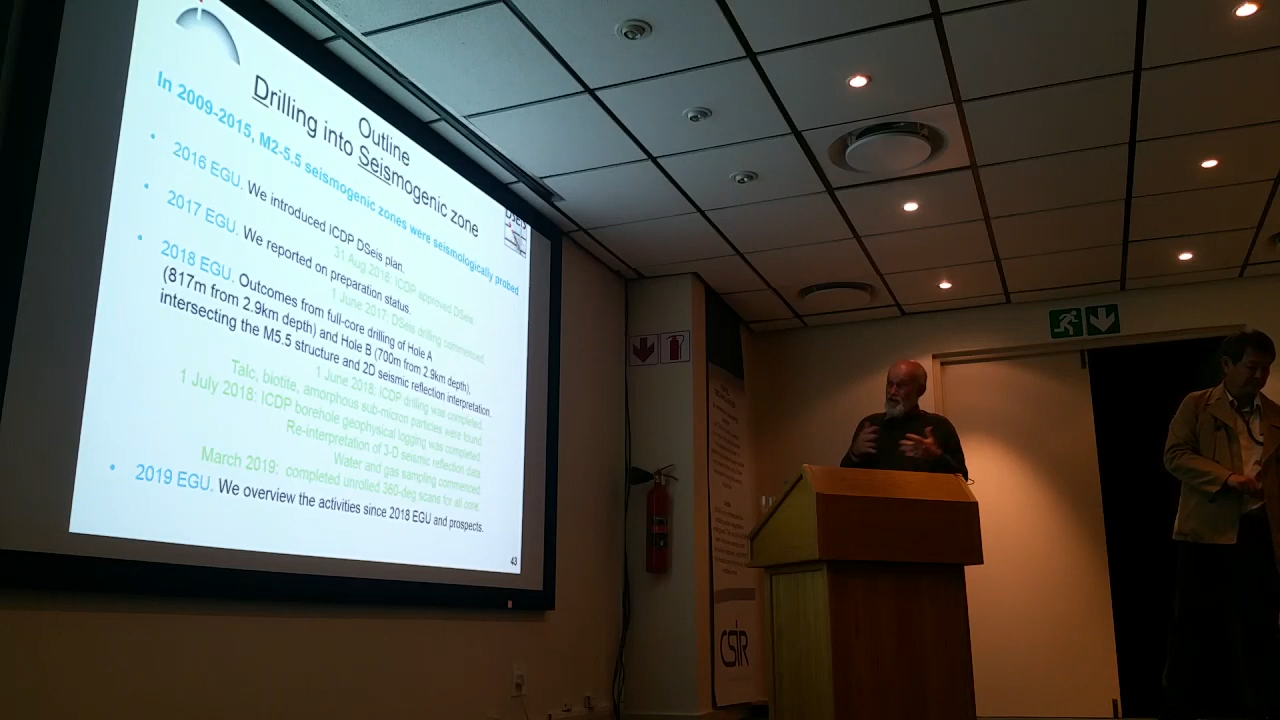 Outline
Drilling into Seismogenic zone
DSeis
In 2009-2015, M2-5.5 seismogenic zones were seismologically probed
• 2016 EGU. We introduced ICDP DSeis plan.
31 Aug 2016: ICDP approved DSeis
• 2017 EGU. We reported on preparation status.
1 June 2017: DSeis drilling commenced.
• 2018 EGU. Outcomes from full-core drilling of Hole A
(817m from 2.9km depth) and Hole B (700m from 2.9km depth),
intersecting the M5.5 structure and 2D seismic reflection interpretation.
1 June 2018: ICDP drilling was completed.
Talc, biotite, amorphous sub-micron particles were found.
1 July 2018: ICDP borehole geophysical logging was completed.
Re-interpretation of 3-D seismic reflection data
Water and gas sampling commenced.
March 2019: completed unrolled 360-deg scans for all core.
• 2019 EGU. We overview the activities since 2018 EGU and prospects.
43
CSIR